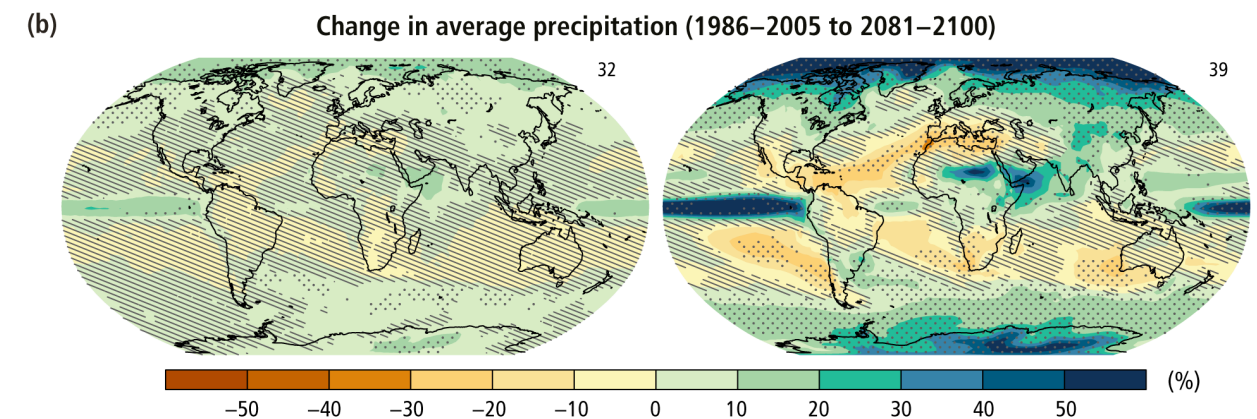 (b) Change in average precipitation (1986–2005 to 2081–2100)
32 39
–50 –40 –30 –20 –10 0 10 20 30 40 50 (%)